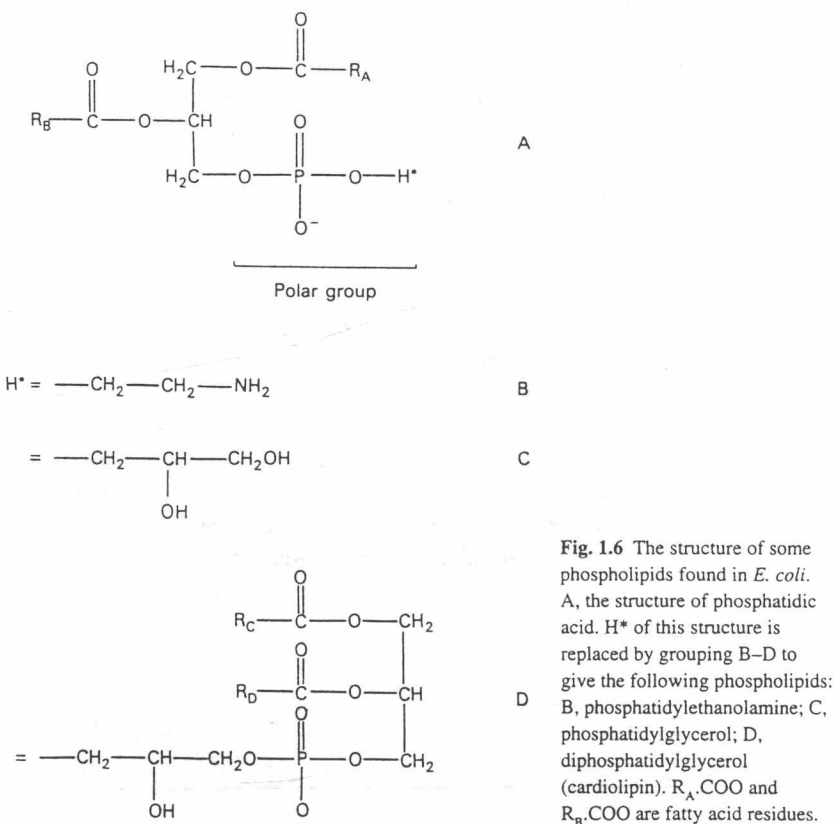 O
H₂C—O—C—R_A
O
R_B—C—O—CH
O
H₂C—O—P—O—H*
O⁻
A
Polar group
H* = —CH₂—CH₂—NH₂
B
= —CH₂—CH—CH₂OH
OH
C
O
R_C—C—O—CH₂
O
R_D—C—O—CH
O
D
= —CH₂—CH—CH₂O—P—O—CH₂
OH
O
Fig. 1.6 The structure of some
phospholipids found in E. coli.
A, the structure of phosphatidic
acid. H* of this structure is
replaced by grouping B–D to
give the following phospholipids:
B, phosphatidylethanolamine; C,
phosphatidylglycerol; D,
diphosphatidylglycerol
(cardiolipin). R_A.COO and
R_B.COO are fatty acid residues.